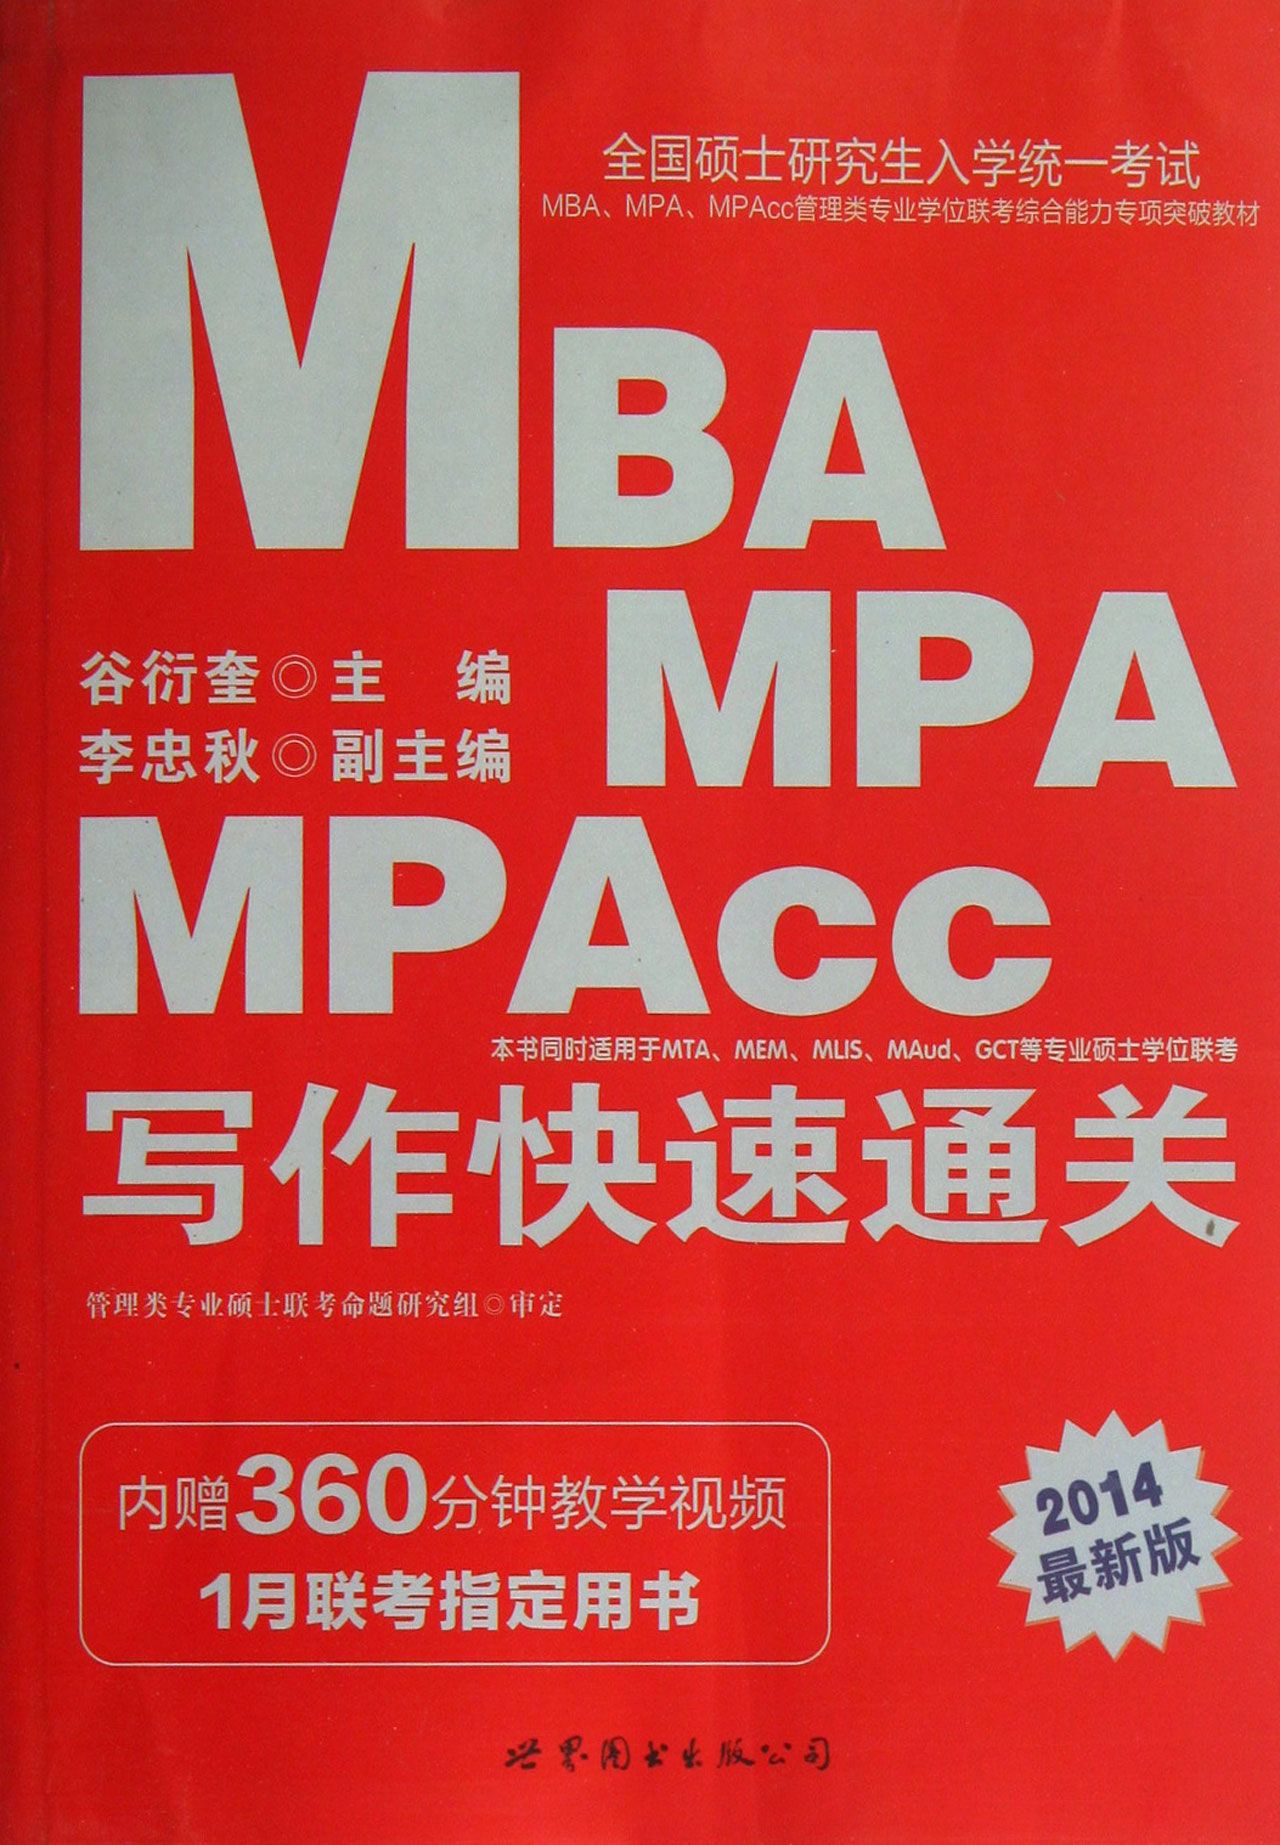 全国硕士研究生入学统一考试
MBA、MPA、MPAcc管理类专业学位联考综合能力专项突破教材
MBA
MPA
谷衍奎◎主 编
李忠秋◎副主编
MPAcc
本书同时适用于MTA、MEM、MLIS、MAud、GCT等专业硕士学位联考
写作快速通关
管理类专业硕士联考命题研究组◎审定
内赠360分钟教学视频
1月联考指定用书
2014
最新版
世界图书出版公司